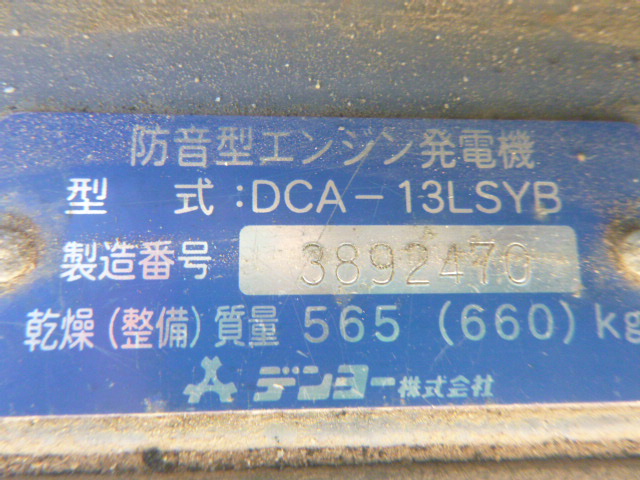 防音型エンジン発電機
型 式:DCA-13LSYB
製造番号 3892470
乾燥(整備)質量 565 (660)kg
デンヨー株式会社